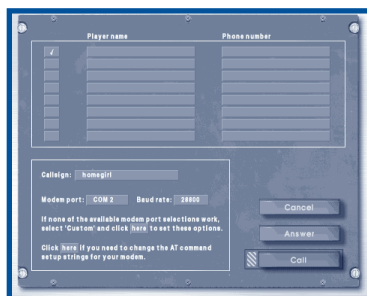 Player name Phone number
Callsign: homegirl
Modem port: COM 2 Baud rate: 28800
If none of the available modem port selections work,
select 'Custom' and click here to set these options.
Click here if you need to change the AT command
setup strings for your modem.
Cancel
Answer
Call